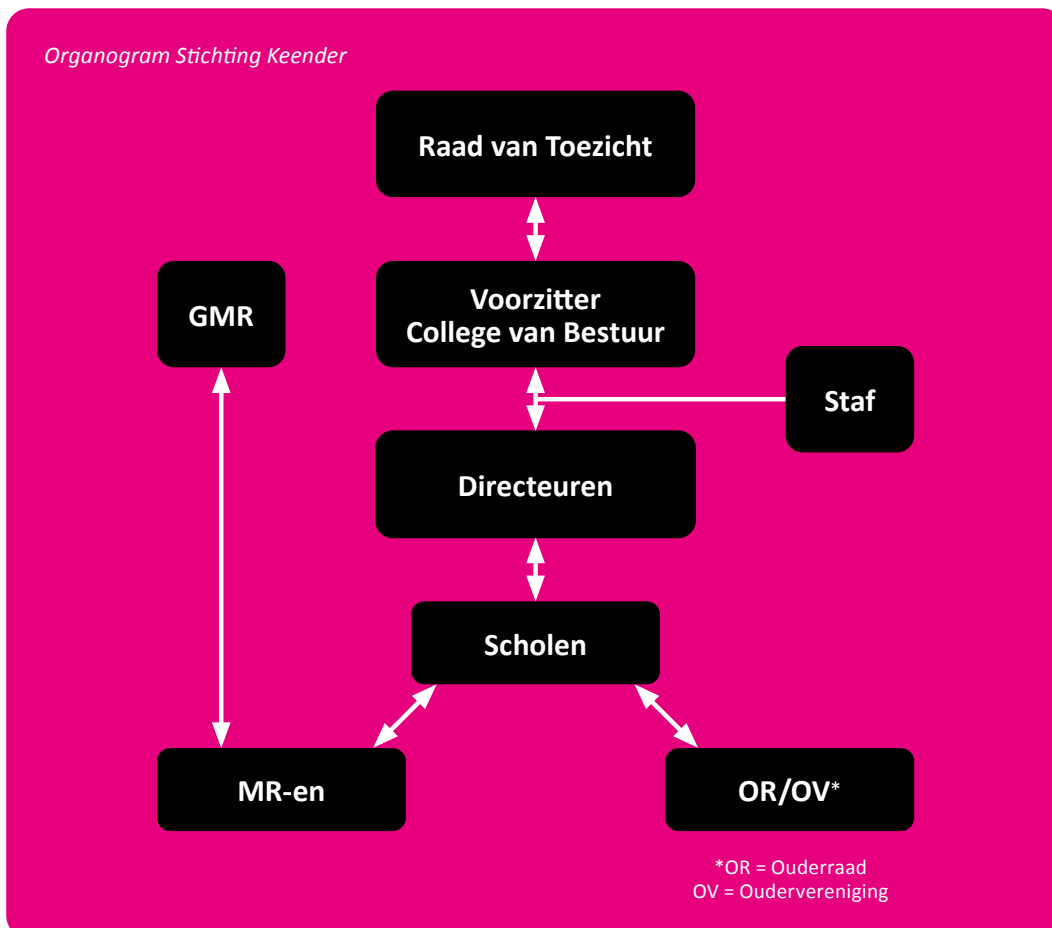 Organogram Stichting Keender
Raad van Toezicht
GMR
Voorzitter
College van Bestuur
Staf
Directeuren
Scholen
MR-en
OR/OV*
*OR = Ouderraad
OV = Oudervereniging